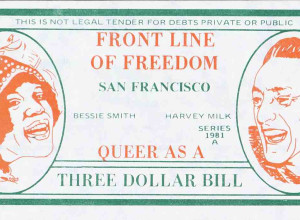 THIS IS NOT LEGAL TENDER FOR DEBTS PRIVATE OR PUBLIC
FRONT LINE
OF FREEDOM
SAN FRANCISCO
BESSIE SMITH HARVEY MILK
SERIES
1981
A
QUEER AS A
THREE DOLLAR BILL